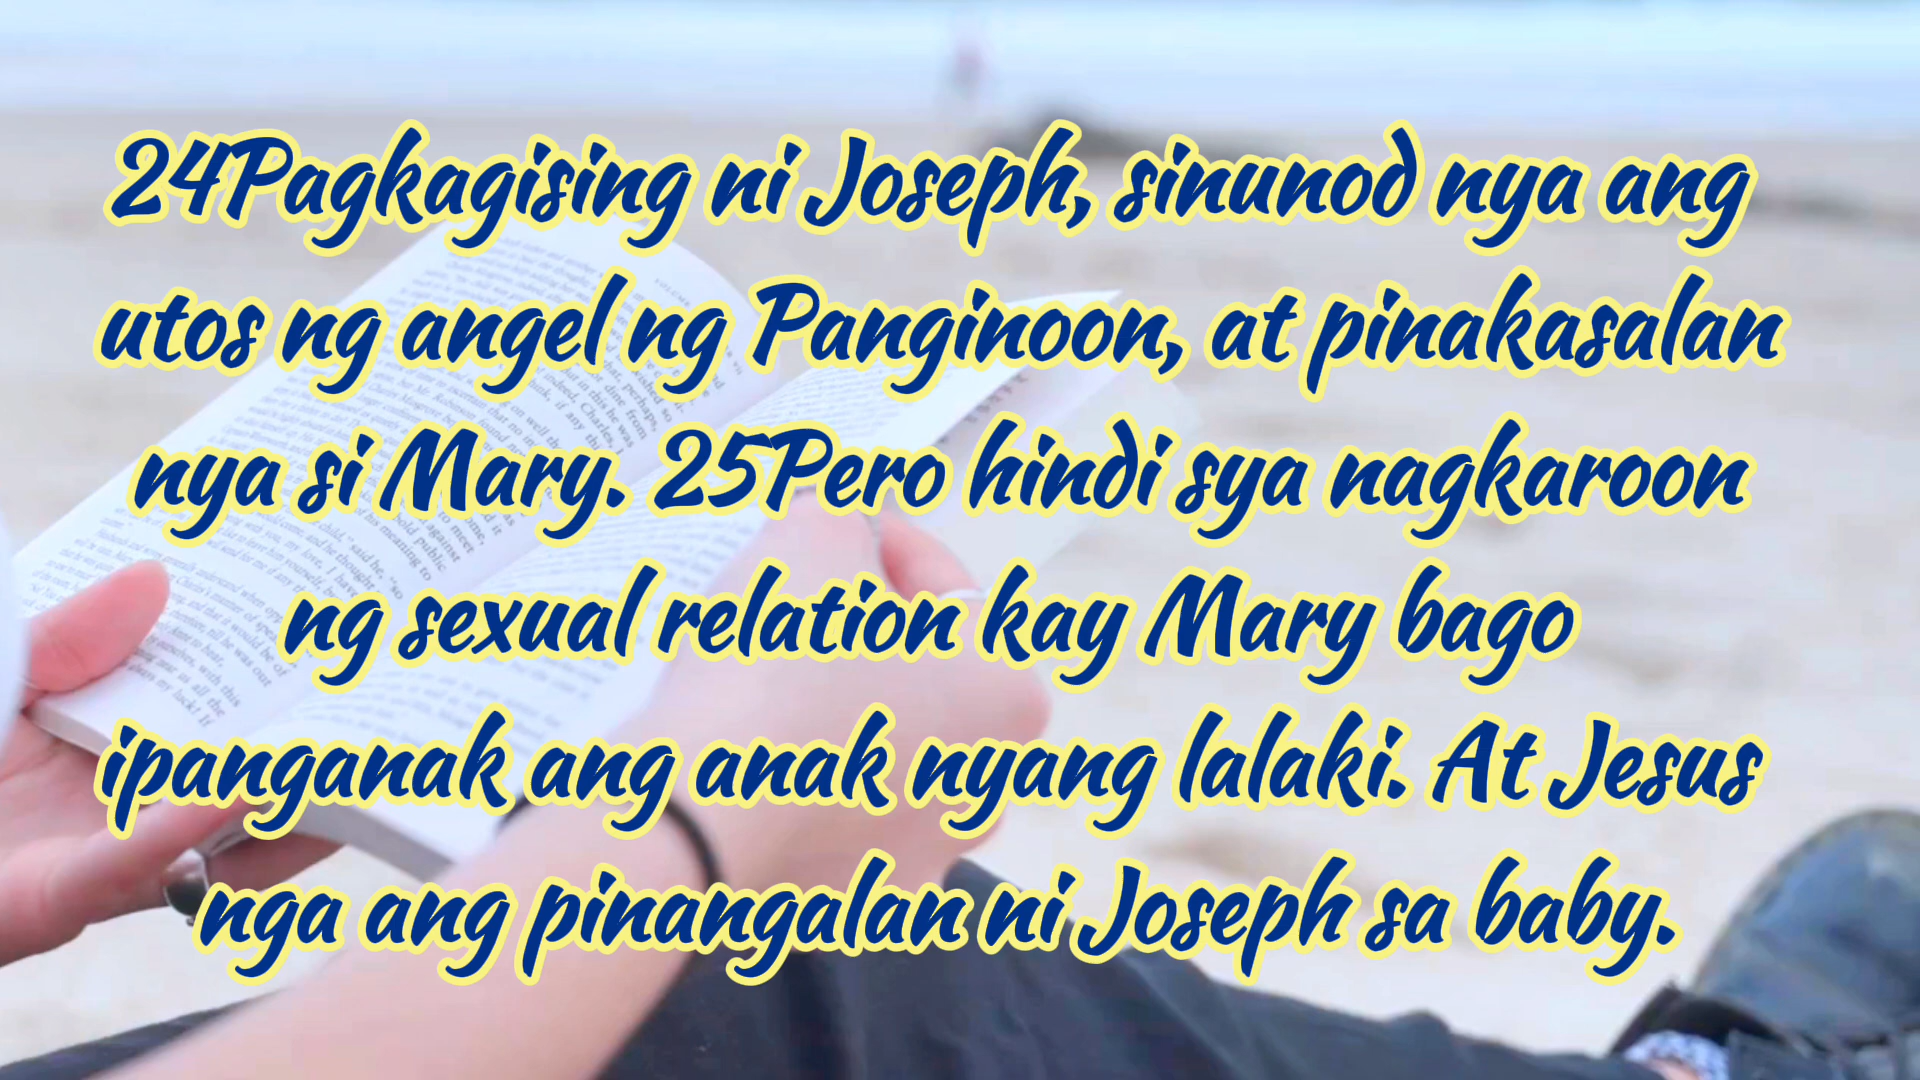 24Pagkagising ni Joseph, sinunod nya ang
utos ng angel ng Panginoon, at pinakasalan
nya si Mary. 25Pero hindi sya nagkaroon
ng sexual relation kay Mary bago
ipanganak ang anak nyang lalaki. At Jesus
nga ang pinangalan ni Joseph sa baby.